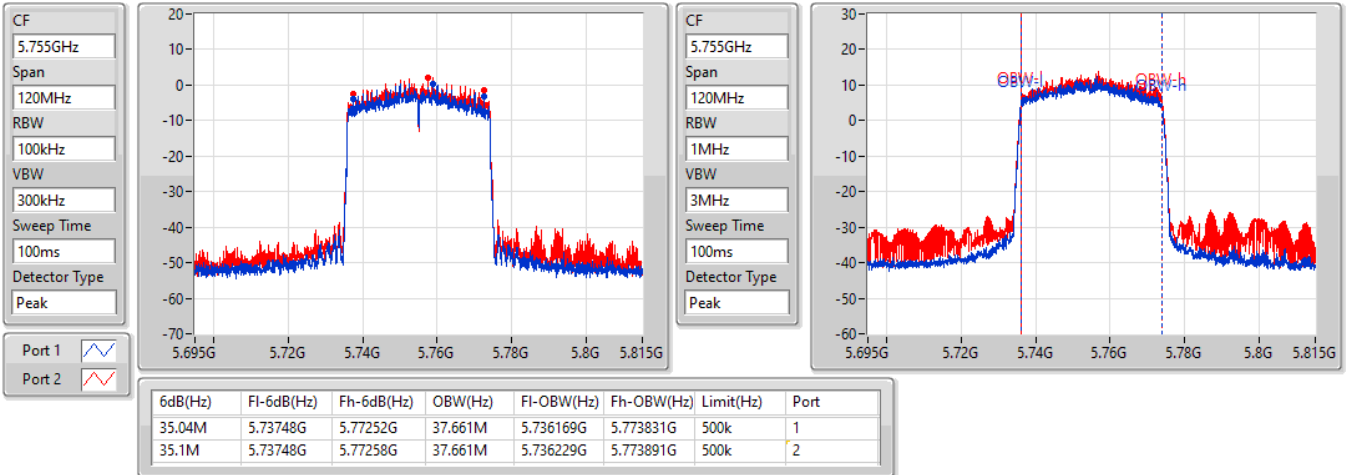 CF
5.755GHz
Span
120MHz
RBW
100kHz
VBW
300kHz
Sweep Time
100ms
Detector Type
Peak
20
10
0
-10
-20
-30
-40
-50
-60
-70
5.695G 5.72G 5.74G 5.76G 5.78G 5.8G 5.815G
CF
5.755GHz
Span
120MHz
RBW
1MHz
VBW
3MHz
Sweep Time
100ms
Detector Type
Peak
30
20
10
0
-10
-20
-30
-40
-50
-60
OBW-l OBW-h
OBW-l OBW-h
5.695G 5.72G 5.74G 5.76G 5.78G 5.8G 5.815G
Port 1
Port 2
6dB(Hz) Fl-6dB(Hz) Fh-6dB(Hz) OBW(Hz) Fl-OBW(Hz) Fh-OBW(Hz) Limit(Hz) Port
35.04M 5.73748G 5.77252G 37.661M 5.736169G 5.773831G 500k 1
35.1M 5.73748G 5.77258G 37.661M 5.736229G 5.773891G 500k 2